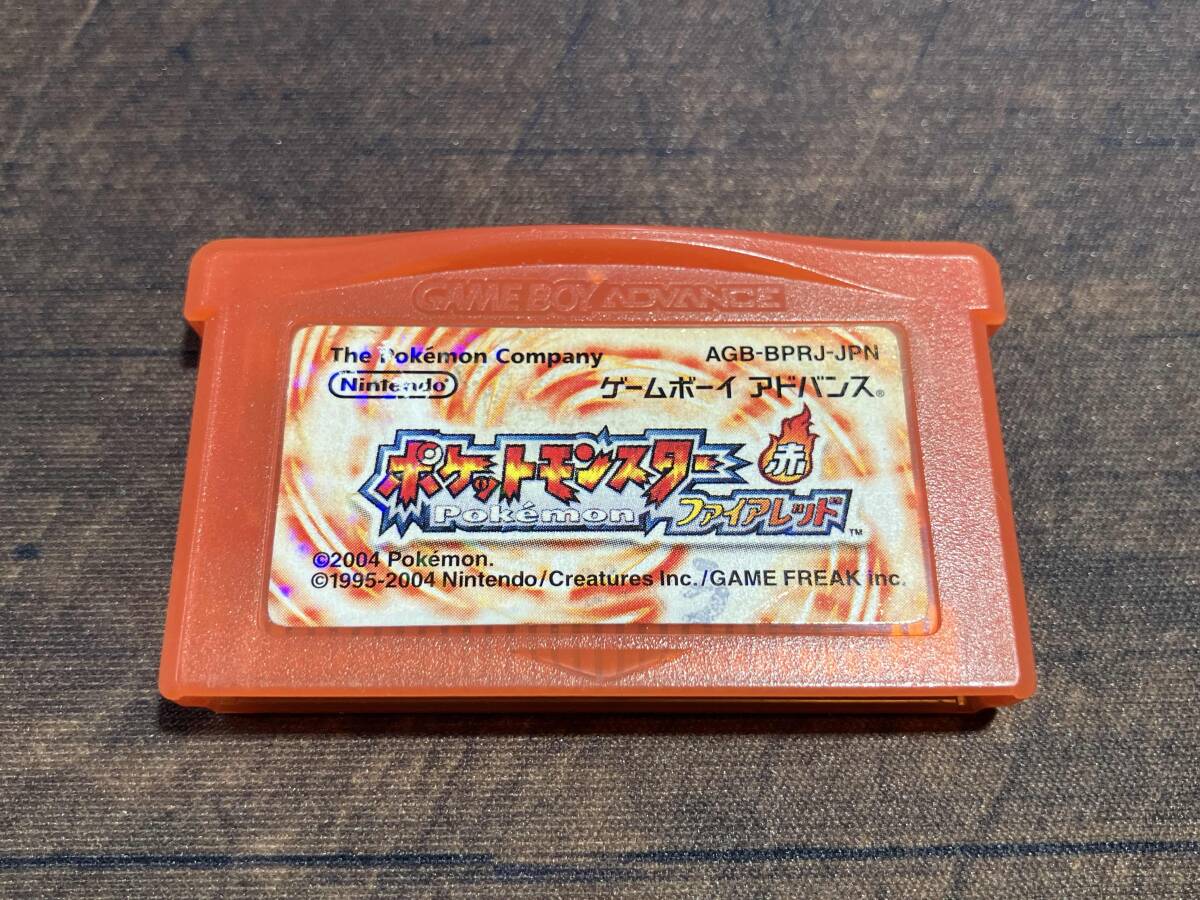 GAME BOY ADVANCE
The Pokémon Company AGB-BPRJ-JPN
Nintendo ゲームボーイ アドバンス®
ポケットモンスター 赤
Pokémon ファイアレッド™
©2004 Pokémon.
©1995-2004 Nintendo/Creatures Inc./GAME FREAK inc.